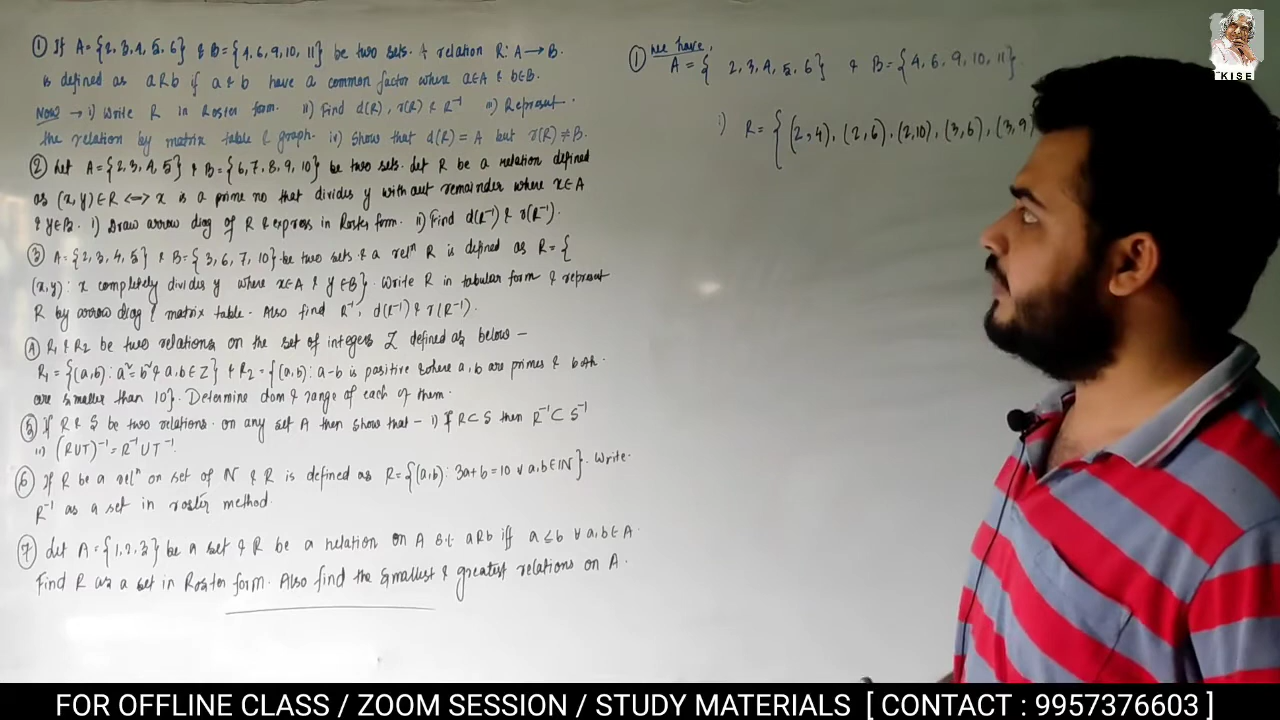 ① If A = {2, 3, 4, 5, 6} & B = {4, 6, 9, 10, 11} be two sets. A relation R: A → B.
is defined as aRb if a & b have a common factor where a∈A & b∈B.
Now → i) Write R in Roster form. ii) Find d(R), r(R) & R⁻¹ iii) Represent.
the relation by matrix table & graph. iv) Show that d(R) = A but r(R) ≠ B.
② Let A = {2, 3, 4, 5} & B = {6, 7, 8, 9, 10} be two sets. Let R be a relation defined
as (x, y) ∈ R <=> x is a prime no that divides y without remainder where x∈A
& y∈B. i) Draw arrow diag of R & express in Roster form. ii) Find d(R⁻¹) & r(R⁻¹).
③ A = {2, 3, 4, 5} & B = {3, 6, 7, 10} be two sets & a relⁿ R is defined as R = {
(x, y): x completely divides y where x∈A & y∈B}. Write R in tabular form & represent
R by arrow diag & matrix table. Also find R⁻¹, d(R⁻¹) & r(R⁻¹).
④ R₁ & R₂ be two relations on the set of integers Z defined as below –
R₁ = {(a, b): a² = b² & a, b ∈ Z} & R₂ = {(a, b): a-b is positive where a, b are primes & both
are smaller than 10}. Determine dom & range of each of them.
⑤ If R & S be two relations on any set A then show that – i) If R⊂S then R⁻¹⊂S⁻¹
ii) (RUT)⁻¹ = R⁻¹UT⁻¹.
⑥ If R be a relⁿ on set of N & R is defined as R = {(a, b): 3a+b = 10 ∀ a, b ∈ N}. Write
R⁻¹ as a set in roster method.
⑦ Let A = {1, 2, 3} be a set & R be a relation on A s.t. aRb iff a ≤ b ∀ a, b ∈ A.
Find R as a set in Roster form. Also find the smallest & greatest relations on A.
① We have,
A = { 2, 3, 4, 5, 6} & B = {4, 6, 9, 10, 11}
i) R = { (2, 4), (2, 6), (2, 10), (3, 6), (3, 9)
KISE
FOR OFFLINE CLASS / ZOOM SESSION / STUDY MATERIALS [ CONTACT : 9957376603 ]